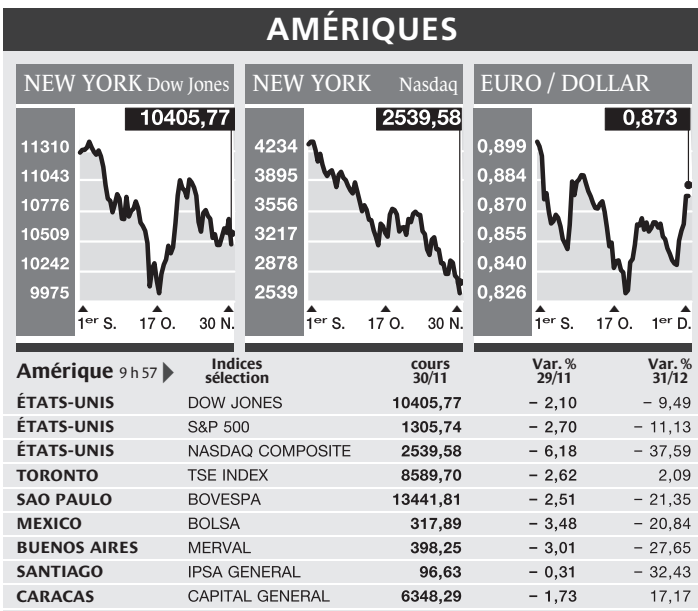 AMÉRIQUES
NEW YORK Dow Jones
10405,77
11310
11043
10776
10509
10242
9975
1er S. 17 O. 30 N.
NEW YORK Nasdaq
2539,58
4234
3895
3556
3217
2878
2539
1er S. 17 O. 30 N.
EURO / DOLLAR
0,873
0,899
0,884
0,870
0,855
0,840
0,826
1er S. 17 O. 1er D.
Amérique 9 h 57 Indices sélection cours 30/11 Var. % 29/11 Var. % 31/12
ÉTATS-UNIS DOW JONES 10405,77 – 2,10 – 9,49
ÉTATS-UNIS S&P 500 1305,74 – 2,70 – 11,13
ÉTATS-UNIS NASDAQ COMPOSITE 2539,58 – 6,18 – 37,59
TORONTO TSE INDEX 8589,70 – 2,62 2,09
SAO PAULO BOVESPA 13441,81 – 2,51 – 21,35
MEXICO BOLSA 317,89 – 3,48 – 20,84
BUENOS AIRES MERVAL 398,25 – 3,01 – 27,65
SANTIAGO IPSA GENERAL 96,63 – 0,31 – 32,43
CARACAS CAPITAL GENERAL 6348,29 – 1,73 17,17